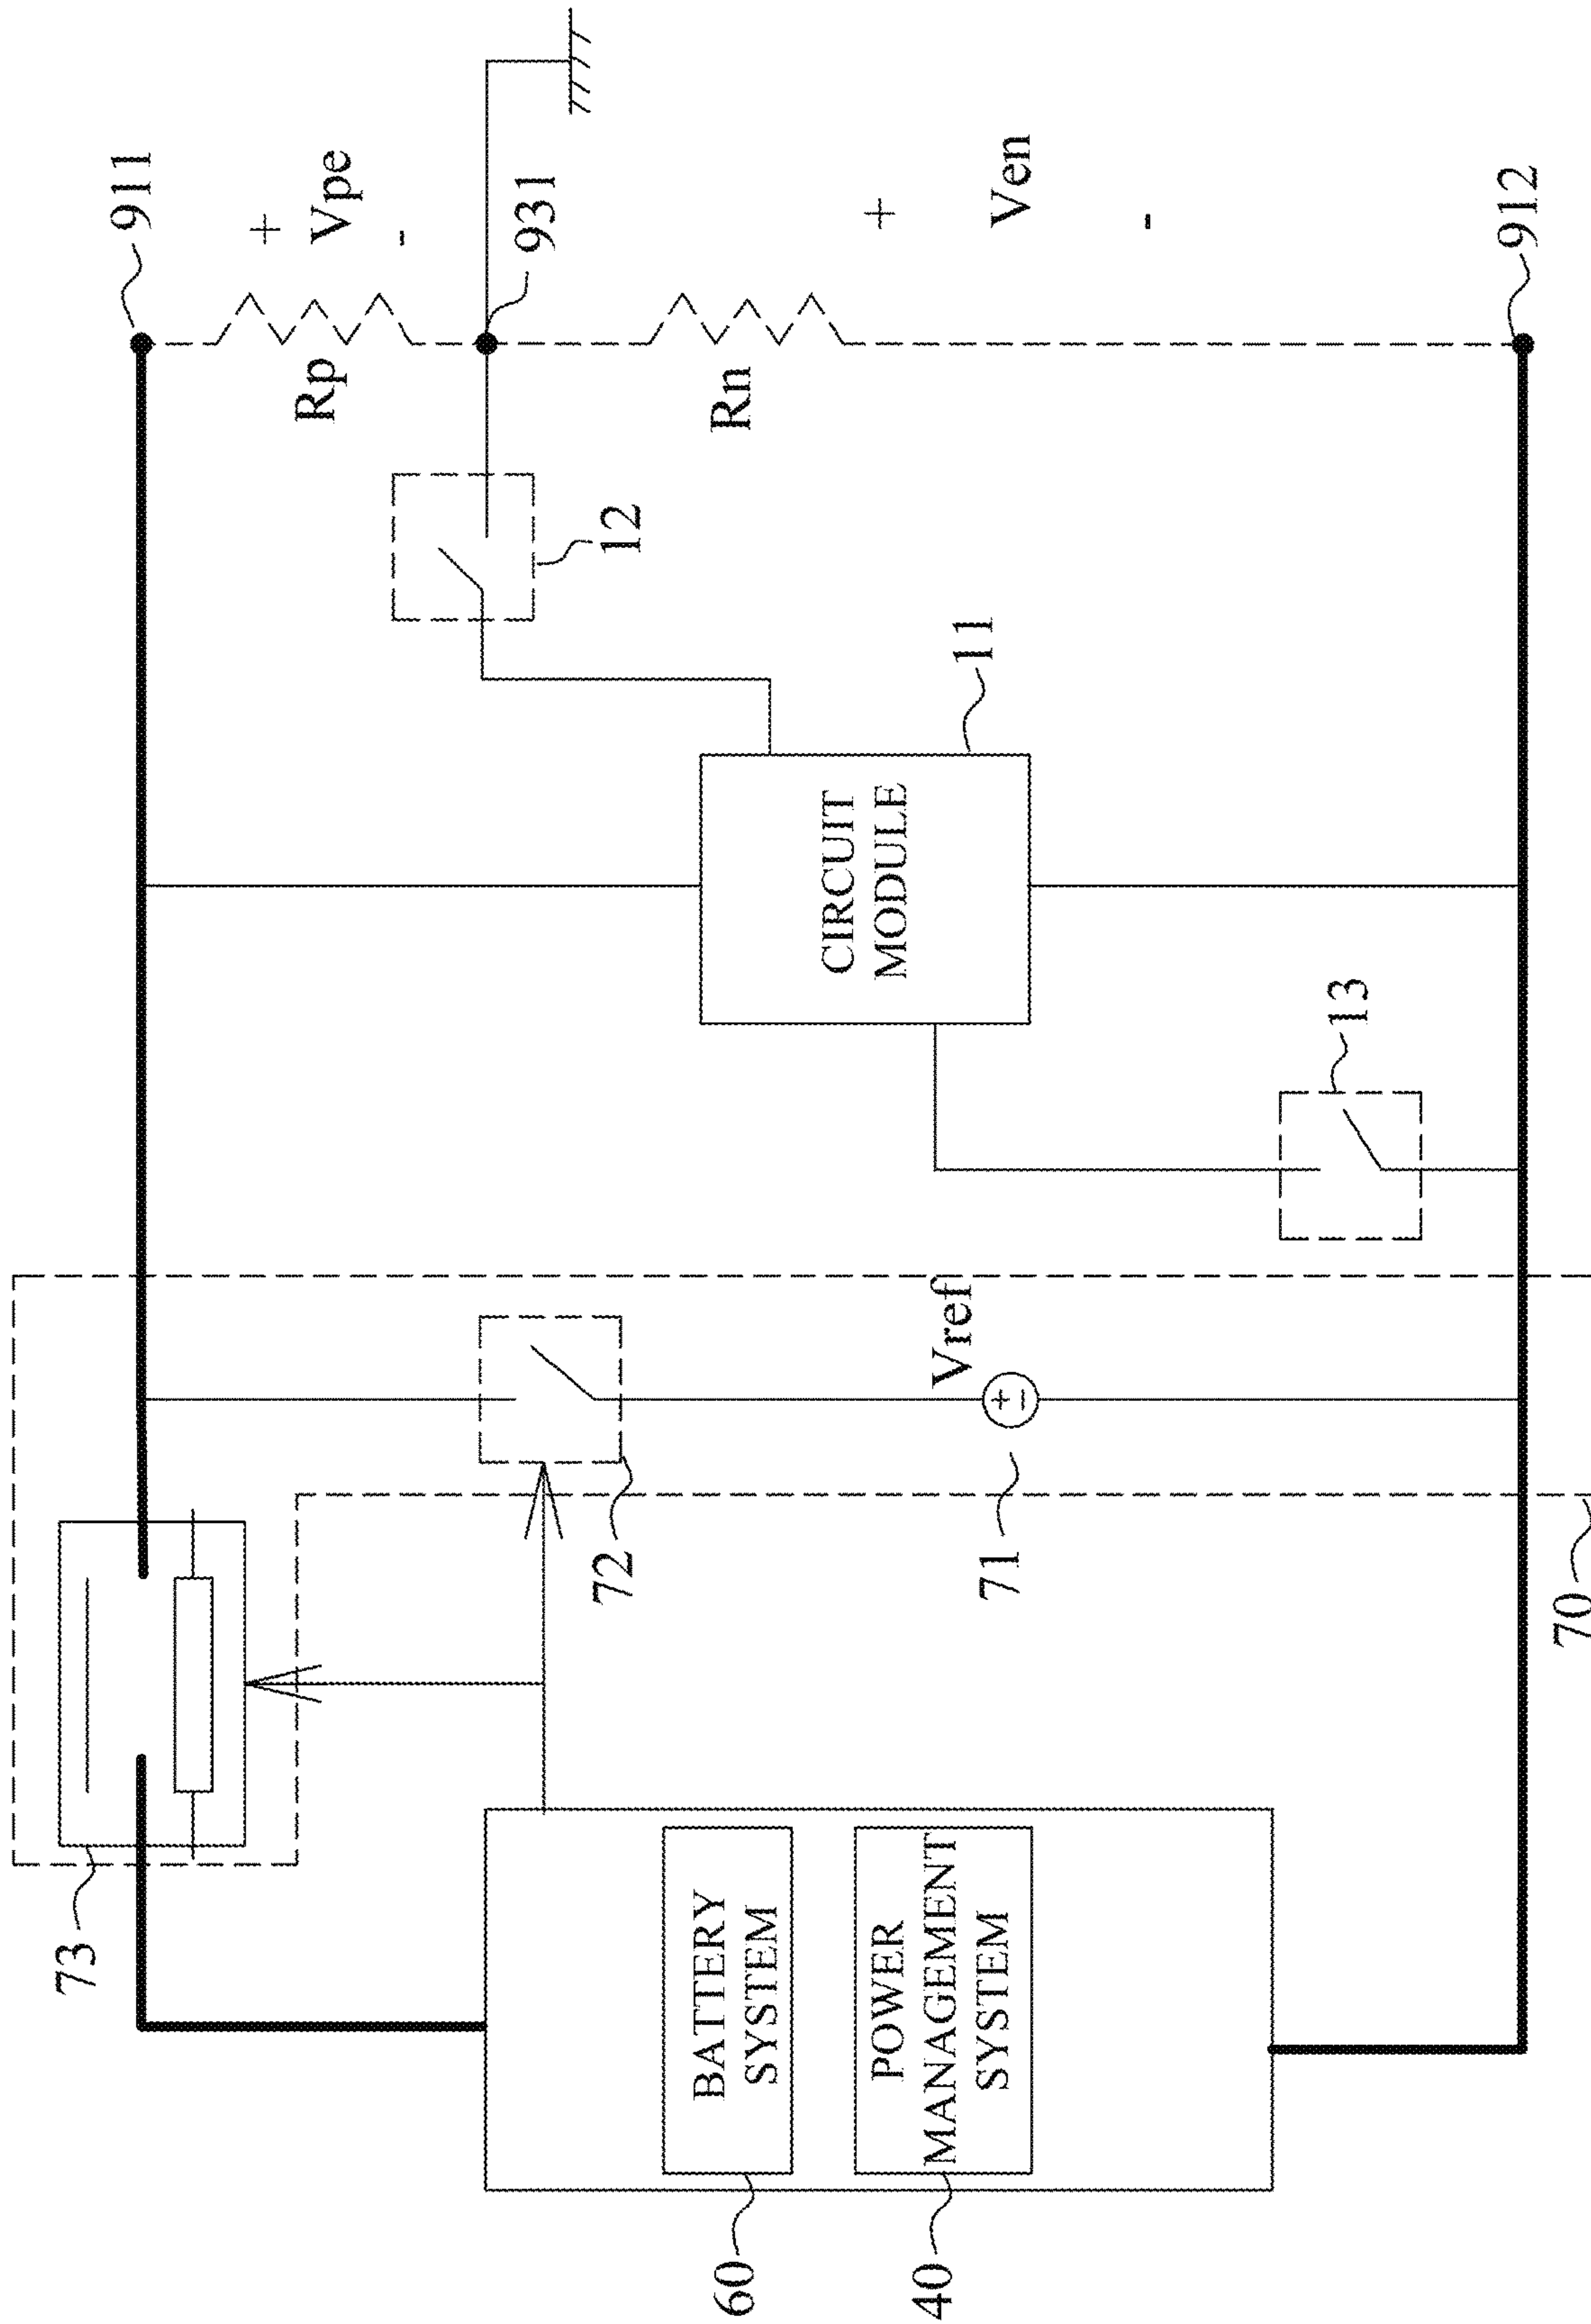 73
911
+
Vpe
-
Rp
931
72
12
Rn
60
BATTERY
SYSTEM
CIRCUIT
MODULE
11
+
Ven
-
40
POWER
MANAGEMENT
SYSTEM
71
Vref
+
-
13
912
70